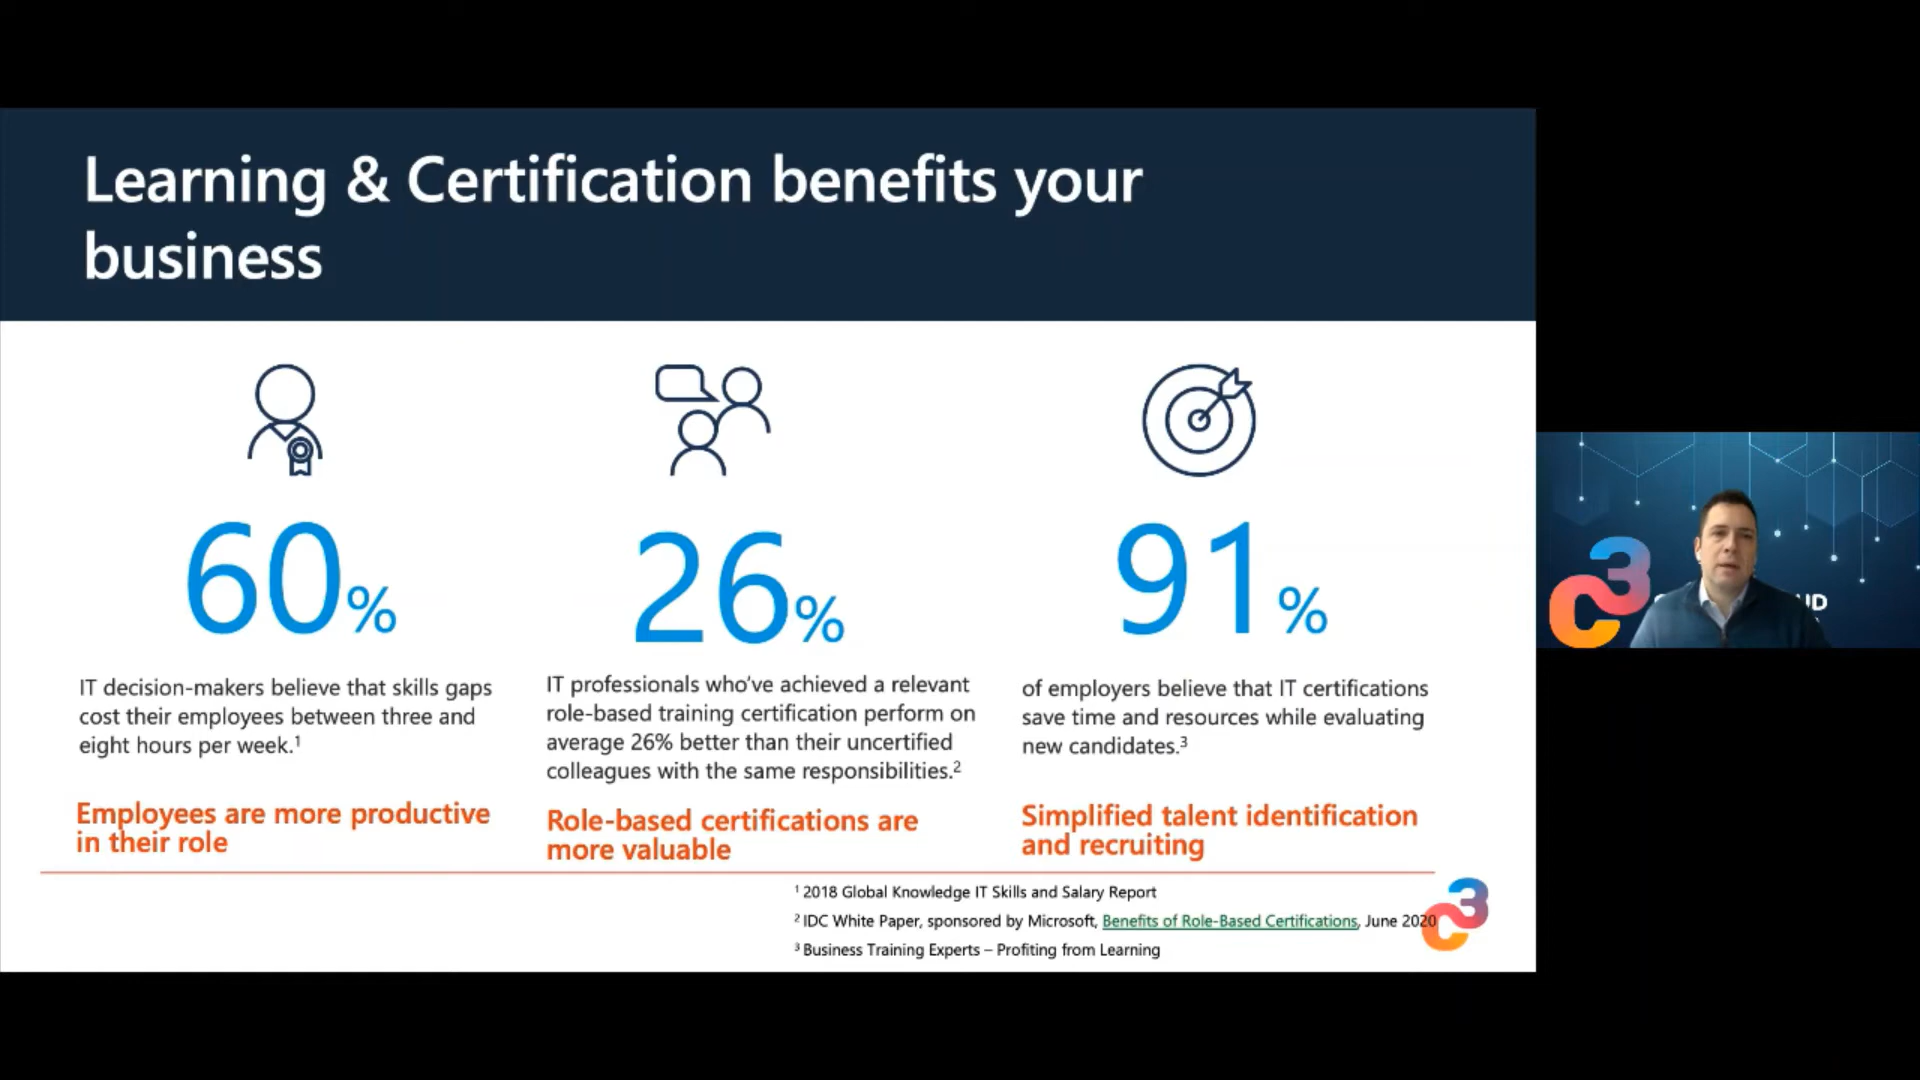 Learning & Certification benefits your
business
60%
IT decision-makers believe that skills gaps
cost their employees between three and
eight hours per week.¹
Employees are more productive
in their role
26%
IT professionals who've achieved a relevant
role-based training certification perform on
average 26% better than their uncertified
colleagues with the same responsibilities.²
Role-based certifications are
more valuable
91%
of employers believe that IT certifications
save time and resources while evaluating
new candidates.³
Simplified talent identification
and recruiting
¹ 2018 Global Knowledge IT Skills and Salary Report
² IDC White Paper, sponsored by Microsoft, Benefits of Role-Based Certifications, June 2020
³ Business Training Experts – Profiting from Learning
C3
C3